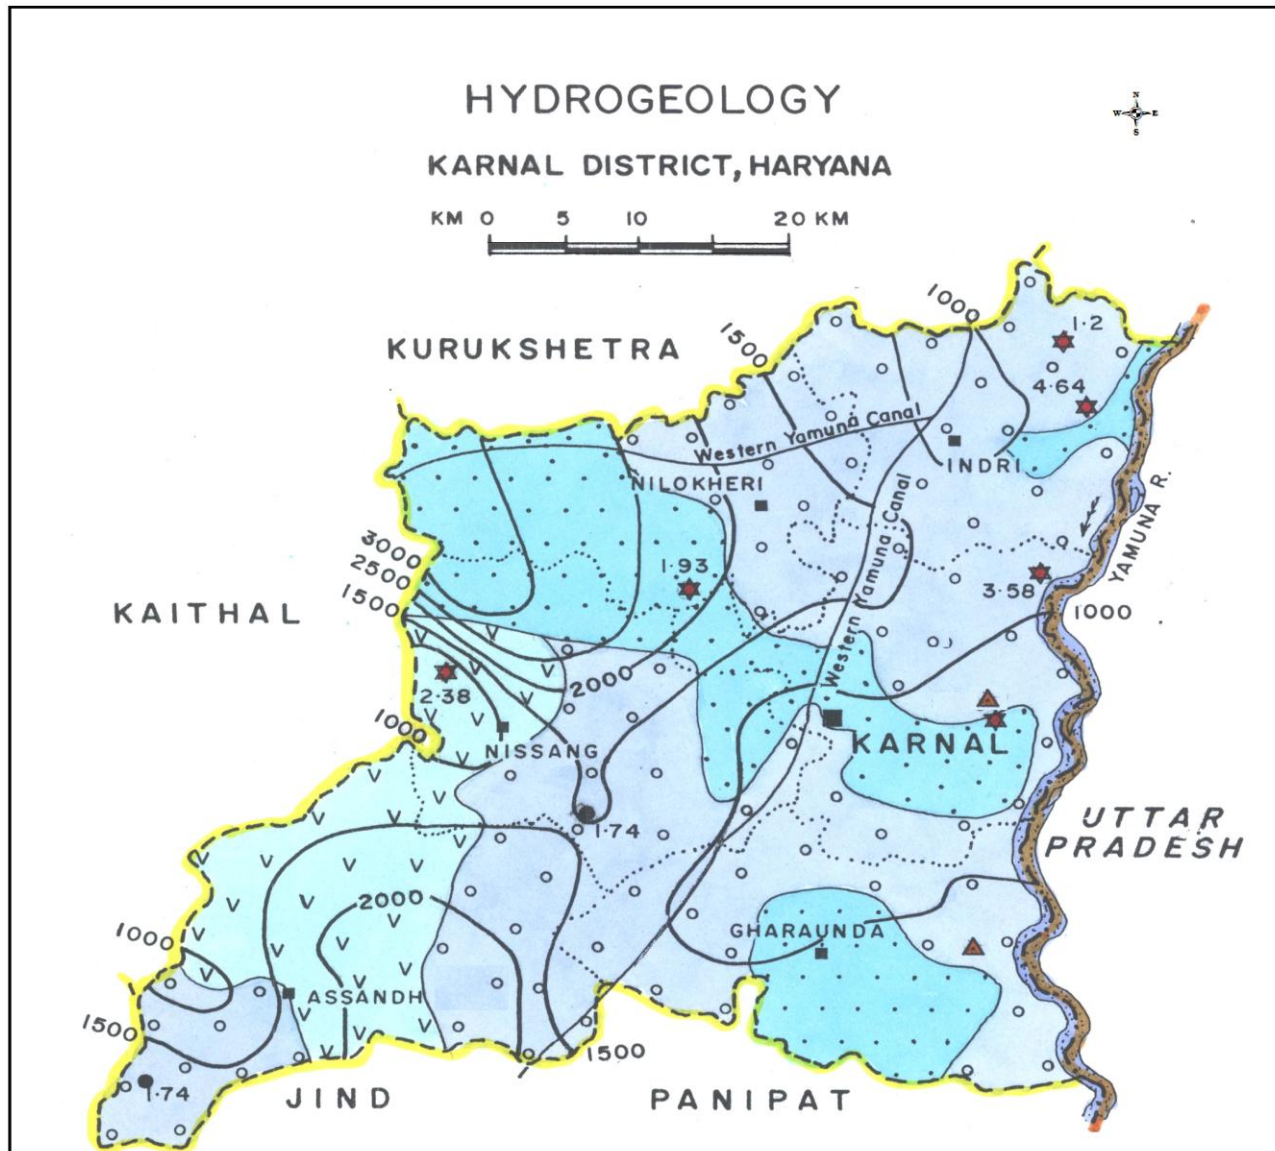 HYDROGEOLOGY
N
W E
S
KARNAL DISTRICT, HARYANA
KM 0 5 10 20 KM
1000
1·2
1500
KURUKSHETRA
4·64
Western Yamuna Canal
INDRI
NILOKHERI
Western Yamuna Canal
YAMUNA R.
3000
2500
1500
1·93
3·58
1000
KAITHAL
2·38
2000
1000
NISSANG
KARNAL
1·74
UTTAR
PRADESH
2000
GHARAUNDA
1000
ASSANDH
1500
1500
1·74
JIND
PANIPAT